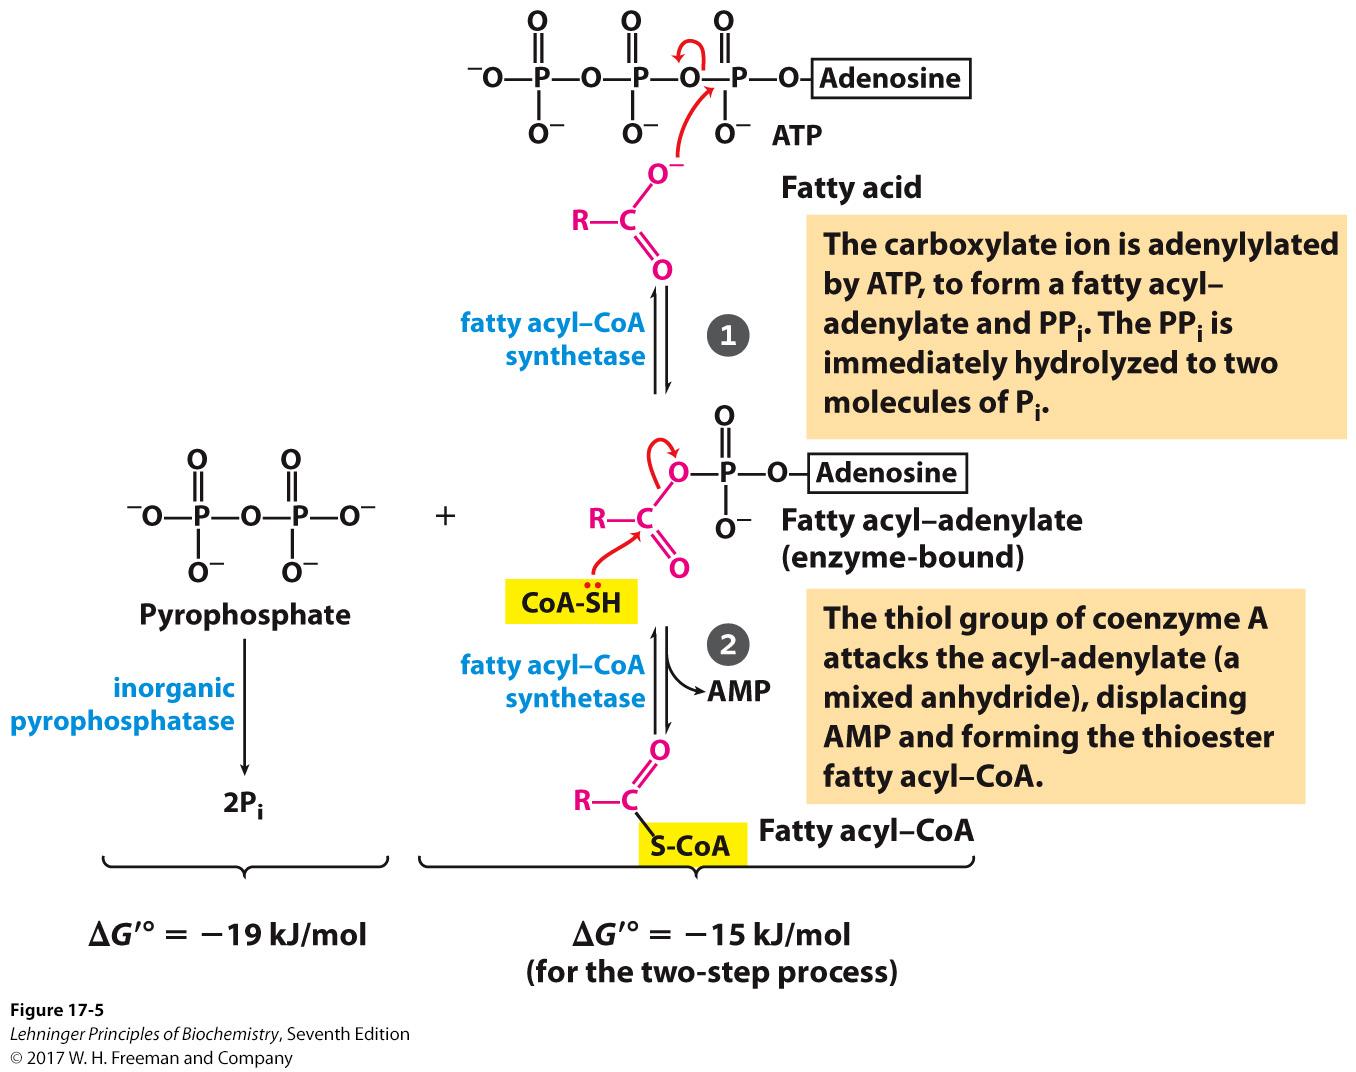 O O O
⁻O—P—O—P—O—P—O—Adenosine
O⁻ O⁻ O⁻ ATP
O⁻
Fatty acid
R—C
O
The carboxylate ion is adenylylated
by ATP, to form a fatty acyl–
adenylate and PPi. The PPi is
immediately hydrolyzed to two
molecules of Pi.
fatty acyl–CoA
synthetase
1
O
O—P—O—Adenosine
R—C
O⁻
O
Fatty acyl–adenylate
(enzyme-bound)
CoA-SH
O O
⁻O—P—O—P—O⁻
+
O⁻ O⁻
Pyrophosphate
inorganic
pyrophosphatase
2Pi
fatty acyl–CoA
synthetase
2
AMP
The thiol group of coenzyme A
attacks the acyl-adenylate (a
mixed anhydride), displacing
AMP and forming the thioester
fatty acyl–CoA.
O
R—C
S-CoA
Fatty acyl–CoA
ΔG′° = −19 kJ/mol
ΔG′° = −15 kJ/mol
(for the two-step process)
Figure 17-5
Lehninger Principles of Biochemistry, Seventh Edition
© 2017 W. H. Freeman and Company